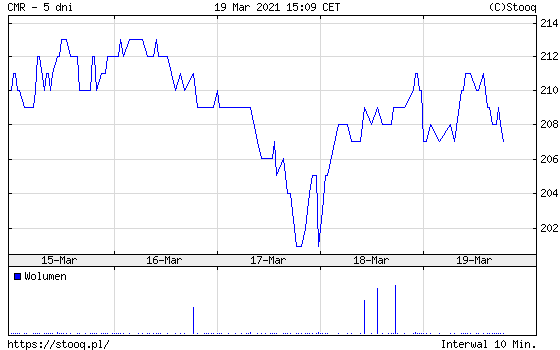 CMR - 5 dni 19 Mar 2021 15:09 CET (C)Stooq
214
212
210
208
206
204
202
15-Mar 16-Mar 17-Mar 18-Mar 19-Mar
Wolumen
https://stooq.pl/ Interwal 10 Min.